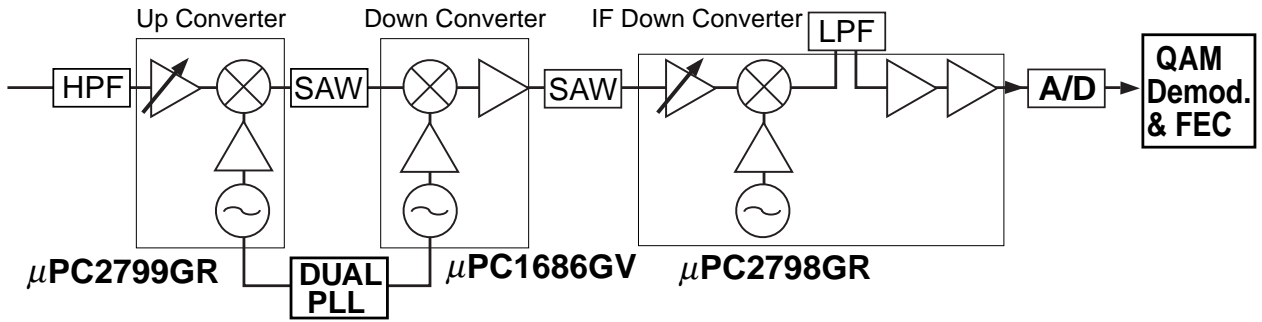 Up Converter
Down Converter
IF Down Converter
LPF
HPF
SAW
SAW
A/D
QAM
Demod.
& FEC
μPC2799GR
DUAL
PLL
μPC1686GV
μPC2798GR